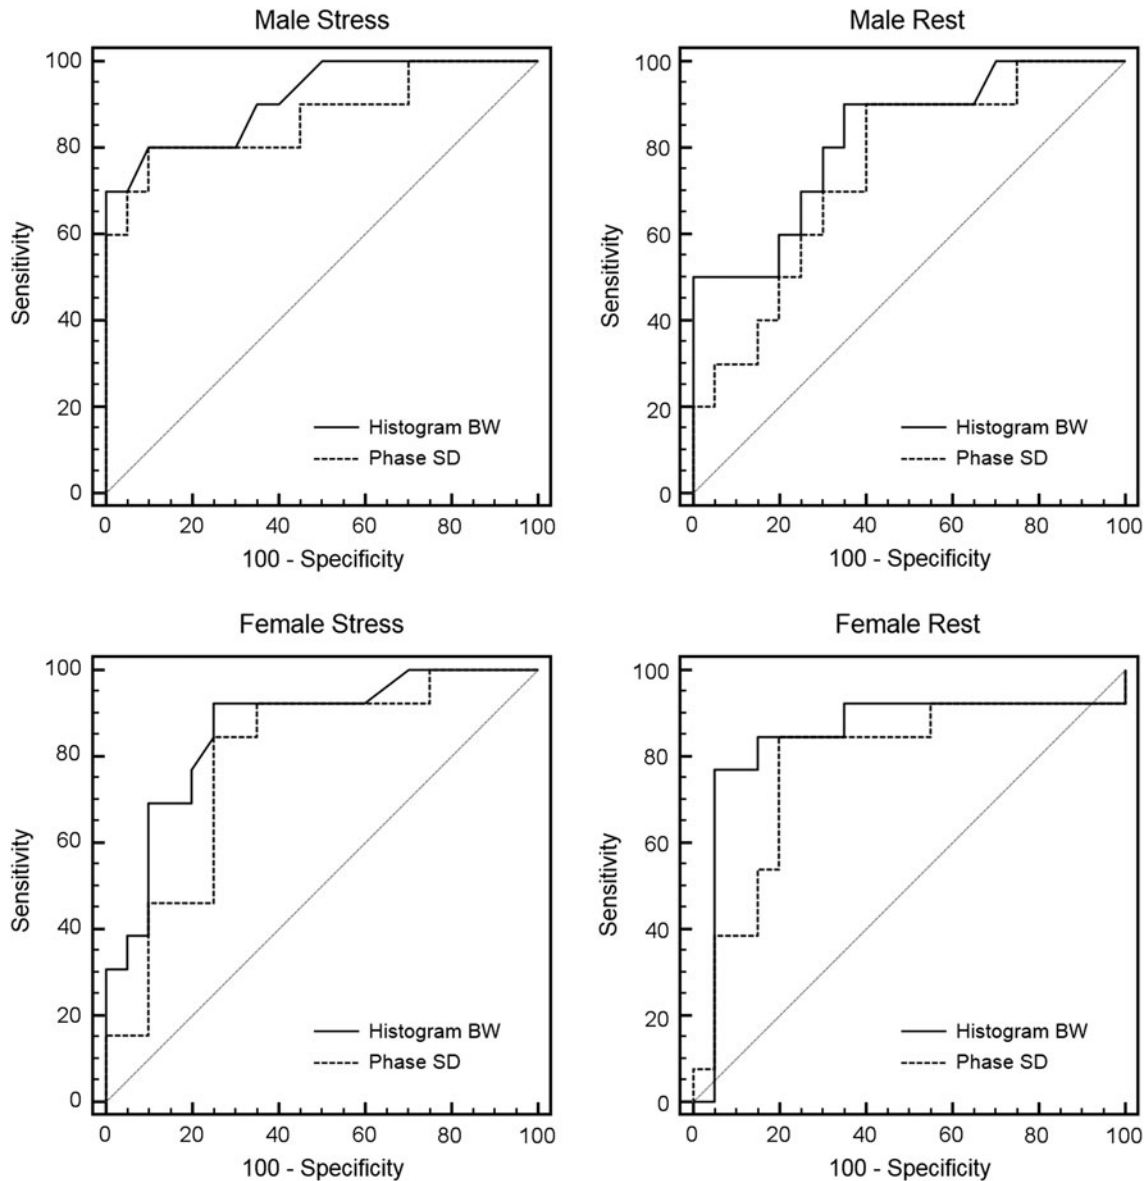 Male Stress
100
80
60
40
20
0
Sensitivity
Histogram BW
Phase SD
0 20 40 60 80 100
100 - Specificity
Male Rest
100
80
60
40
20
0
Sensitivity
Histogram BW
Phase SD
0 20 40 60 80 100
100 - Specificity
Female Stress
100
80
60
40
20
0
Sensitivity
Histogram BW
Phase SD
0 20 40 60 80 100
100 - Specificity
Female Rest
100
80
60
40
20
0
Sensitivity
Histogram BW
Phase SD
0 20 40 60 80 100
100 - Specificity